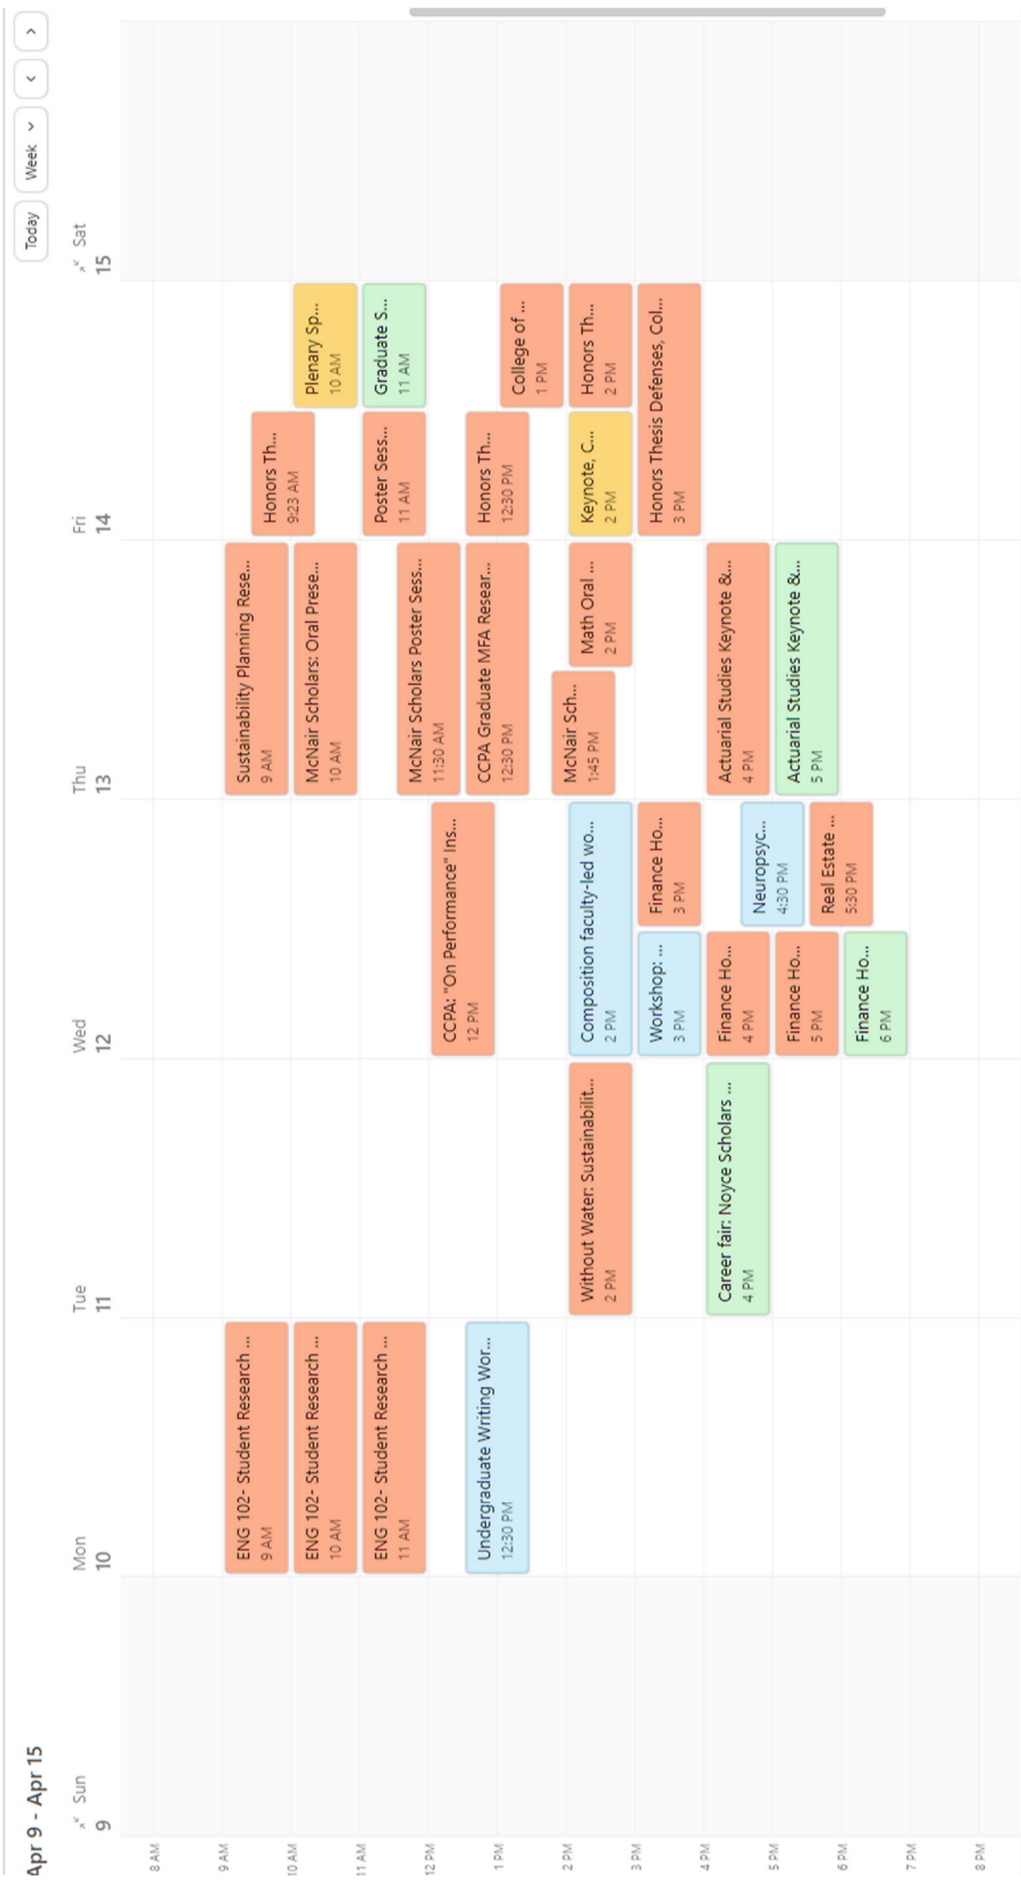 Apr 9 - Apr 15
Today
Week
Sun
9
Mon
10
Tue
11
Wed
12
Thu
13
Fri
14
Sat
15
8 AM
9 AM
10 AM
11 AM
12 PM
1 PM
2 PM
3 PM
4 PM
5 PM
6 PM
7 PM
8 PM
ENG 102- Student Research ...
9 AM
ENG 102- Student Research ...
10 AM
ENG 102- Student Research ...
11 AM
Undergraduate Writing Wor...
12:30 PM
Without Water: Sustainabilit...
2 PM
Career fair: Noyce Scholars ...
4 PM
CCPA: "On Performance" Ins...
12 PM
Composition faculty-led wo...
2 PM
Workshop: ...
3 PM
Finance Ho...
3 PM
Finance Ho...
4 PM
Neuropsyc...
4:30 PM
Finance Ho...
5 PM
Real Estate ...
5:30 PM
Finance Ho...
6 PM
Sustainability Planning Rese...
9 AM
McNair Scholars: Oral Prese...
10 AM
McNair Scholars Poster Sess...
11:30 AM
CCPA Graduate MFA Resear...
12:30 PM
McNair Sch...
1:45 PM
Math Oral ...
2 PM
Actuarial Studies Keynote &...
4 PM
Actuarial Studies Keynote &...
5 PM
Honors Th...
9:23 AM
Plenary Sp...
10 AM
Poster Sess...
11 AM
Graduate S...
11 AM
Honors Th...
12:30 PM
College of ...
1 PM
Keynote, C...
2 PM
Honors Th...
2 PM
Honors Thesis Defenses, Col...
3 PM